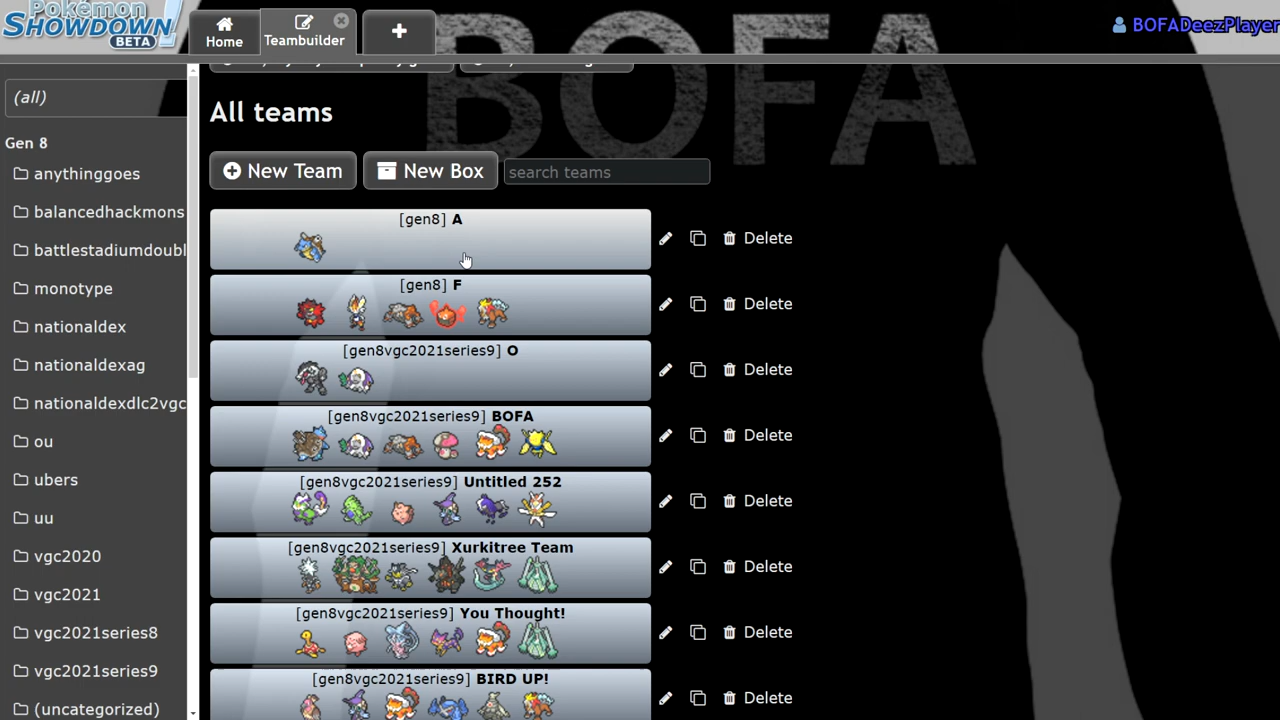 Pokémon
SHOWDOWN!
BETA
Home
Teambuilder
BOFADeezPlayer
BOFA
(all)
Gen 8
anythinggoes
balancedhackmons
battlestadiumdoubl
monotype
nationaldex
nationaldexag
nationaldexdlc2vgc
ou
ubers
uu
vgc2020
vgc2021
vgc2021series8
vgc2021series9
(uncategorized)
All teams
New Team
New Box
search teams
[gen8] A
Delete
[gen8] F
Delete
[gen8vgc2021series9] O
Delete
[gen8vgc2021series9] BOFA
Delete
[gen8vgc2021series9] Untitled 252
Delete
[gen8vgc2021series9] Xurkitree Team
Delete
[gen8vgc2021series9] You Thought!
Delete
[gen8vgc2021series9] BIRD UP!
Delete